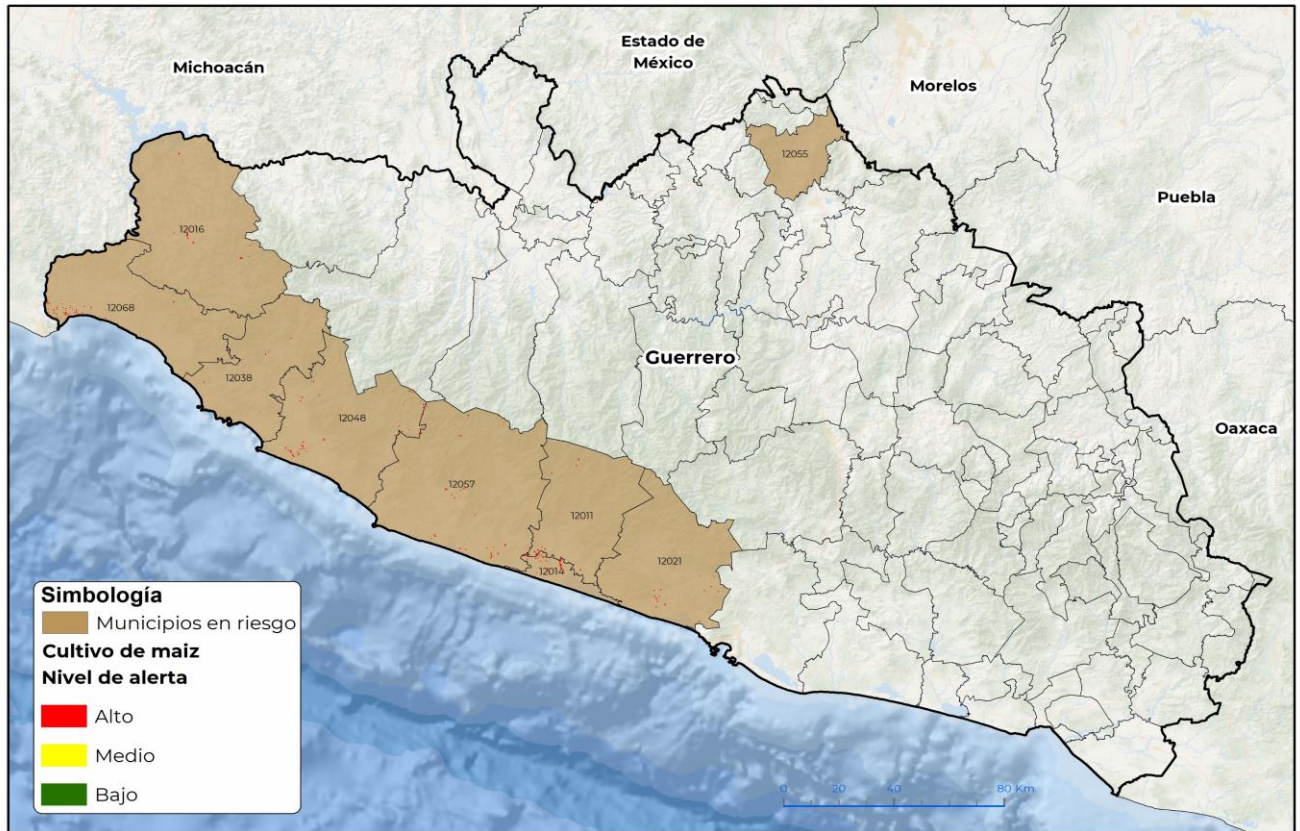 Estado de
México
Michoacán
Morelos
12055
Puebla
12016
12068
Guerrero
12038
12048
Oaxaca
12057
12011
12021
12014
Simbología
Municipios en riesgo
Cultivo de maiz
Nivel de alerta
Alto
Medio
Bajo
0 20 40 80 Km